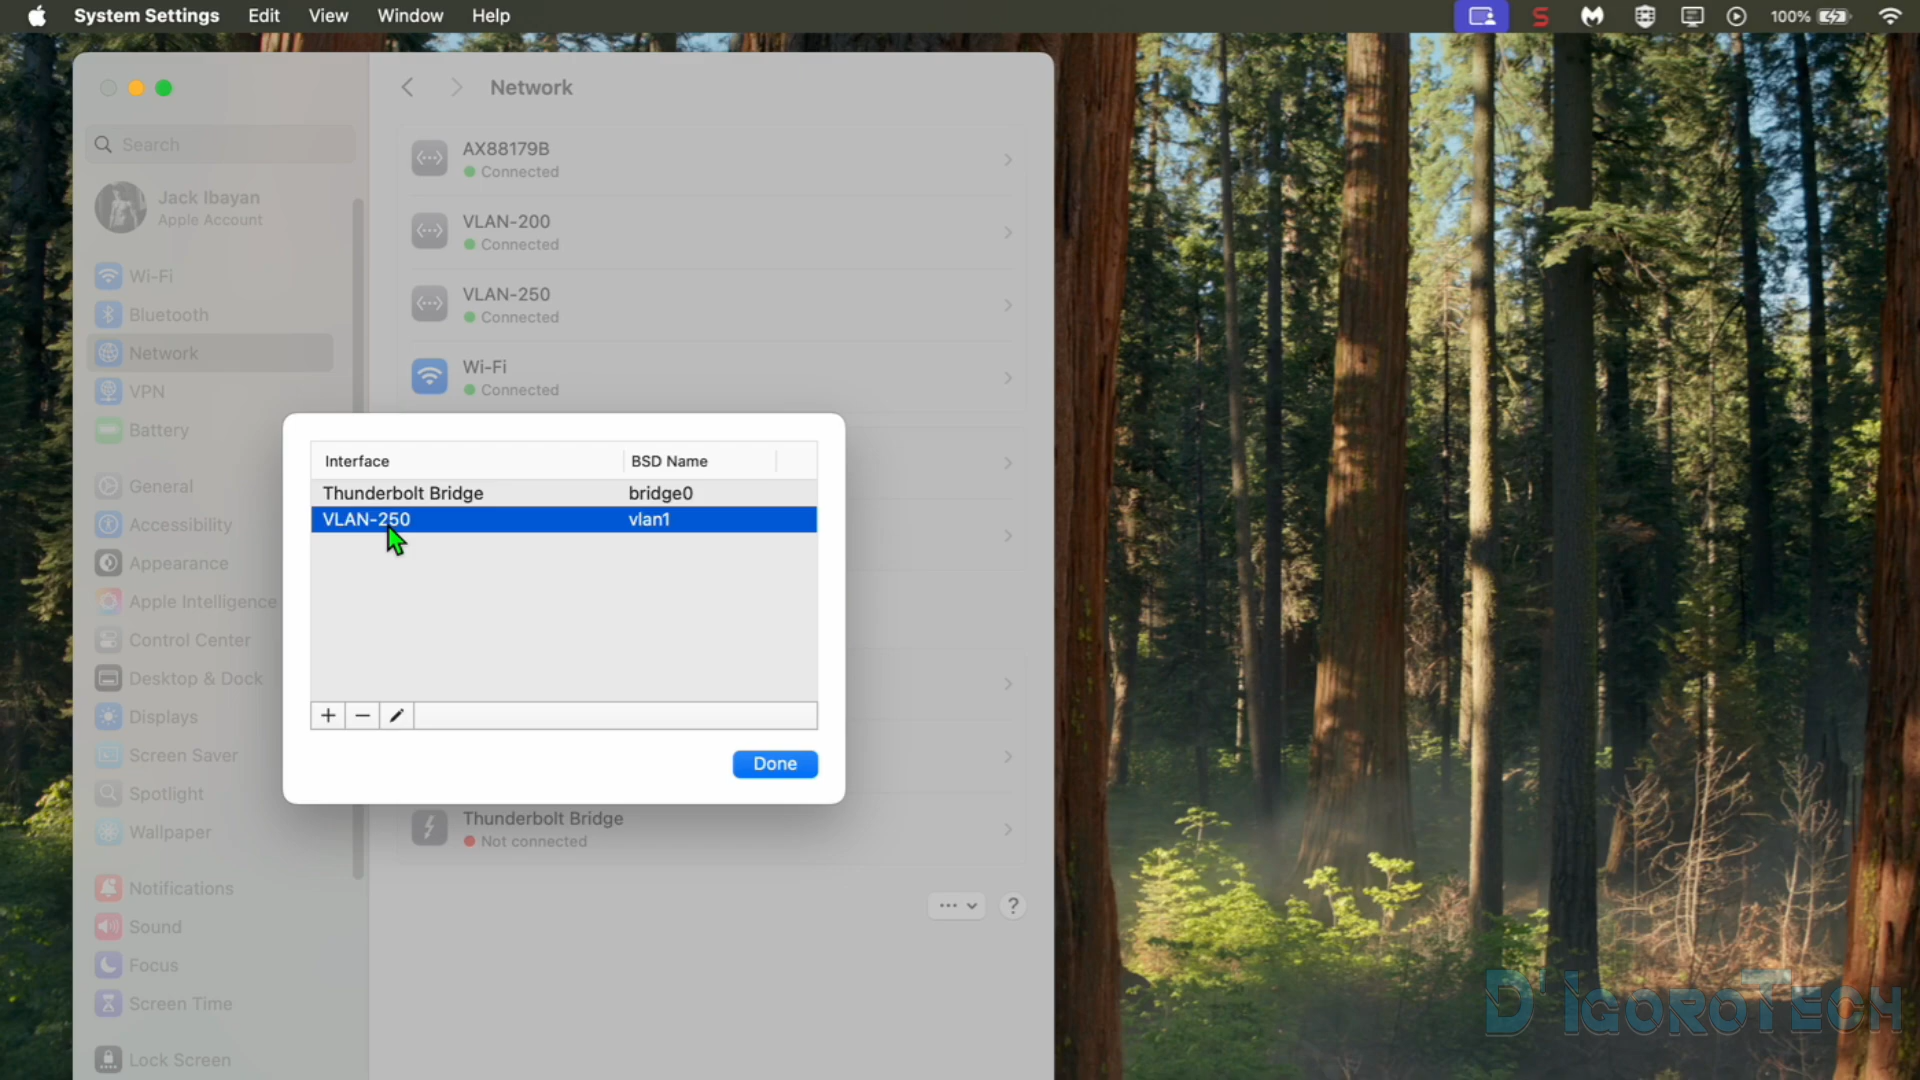 System Settings Edit View Window Help
S 100%
Network
Search
AX88179B
Connected
Jack Ibayan
Apple Account
VLAN-200
Connected
Wi-Fi
VLAN-250
Connected
Bluetooth
Network
Wi-Fi
Connected
VPN
Battery
Interface BSD Name
Thunderbolt Bridge bridge0
VLAN-250 vlan1
General
Accessibility
Appearance
Apple Intelligence
Control Center
Desktop & Dock
Displays
Screen Saver
Done
Spotlight
Wallpaper
Thunderbolt Bridge
Not connected
Notifications
?
Sound
Focus
Screen Time
Lock Screen
D' IGOROTECH